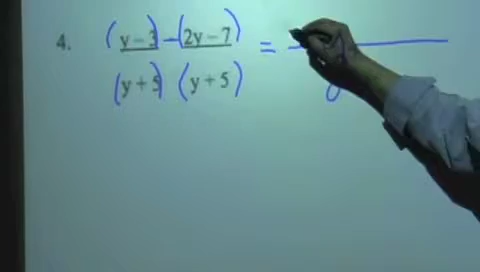 4. (y – 3) – (2y – 7) =
(y + 5) (y + 5)